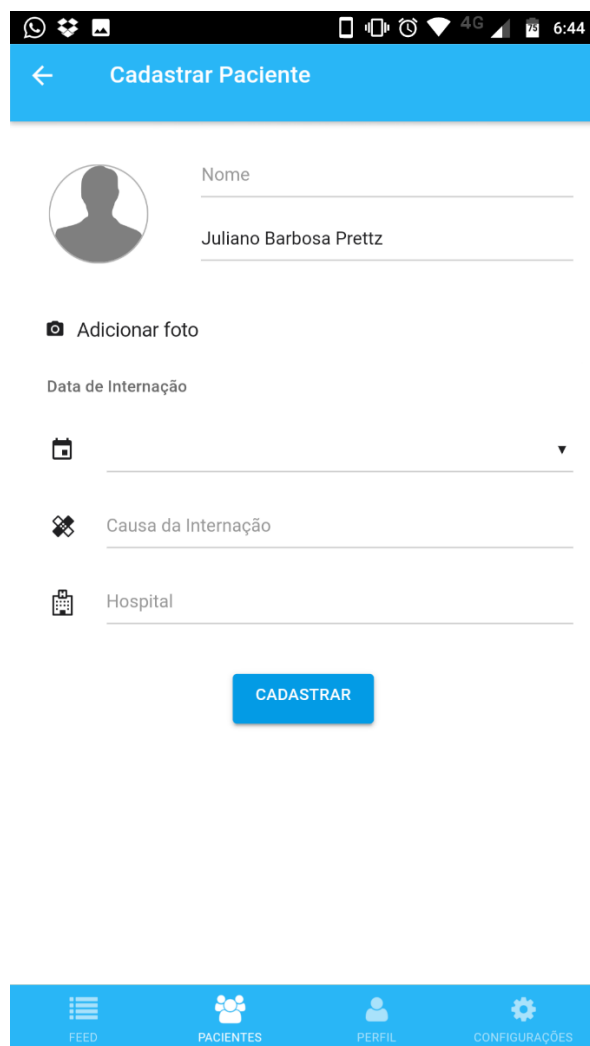 4G 75 6:44
Cadastrar Paciente
Nome
Juliano Barbosa Prettz
Adicionar foto
Data de Internação
Causa da Internação
Hospital
CADASTRAR
FEED PACIENTES PERFIL CONFIGURAÇÕES